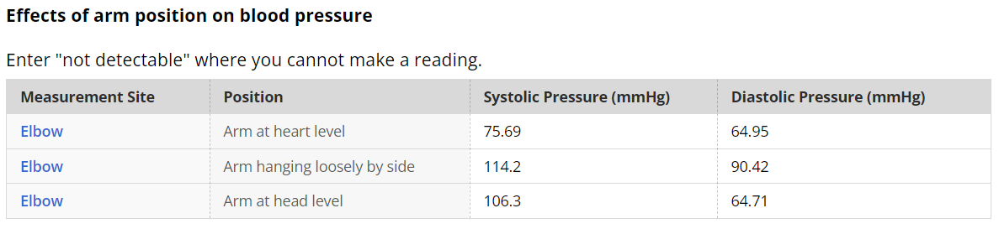 Effects of arm position on blood pressure
Enter "not detectable" where you cannot make a reading.
Measurement Site Position Systolic Pressure (mmHg) Diastolic Pressure (mmHg)
Elbow Arm at heart level 75.69 64.95
Elbow Arm hanging loosely by side 114.2 90.42
Elbow Arm at head level 106.3 64.71